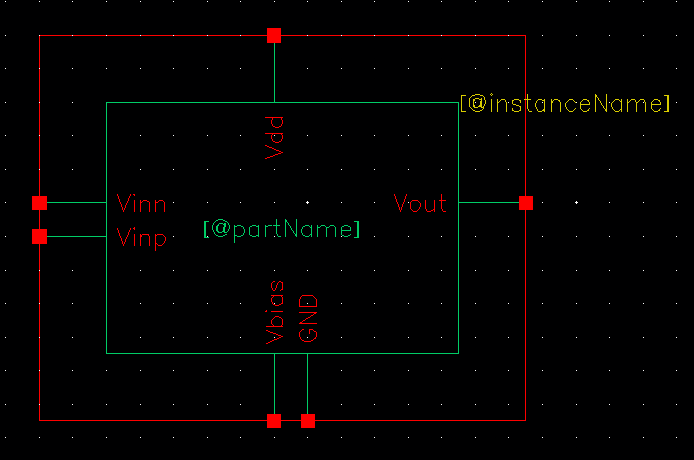 [@instanceName]
Vdd
Vinn
Vout
Vinp
[@partName]
Vbias
GND